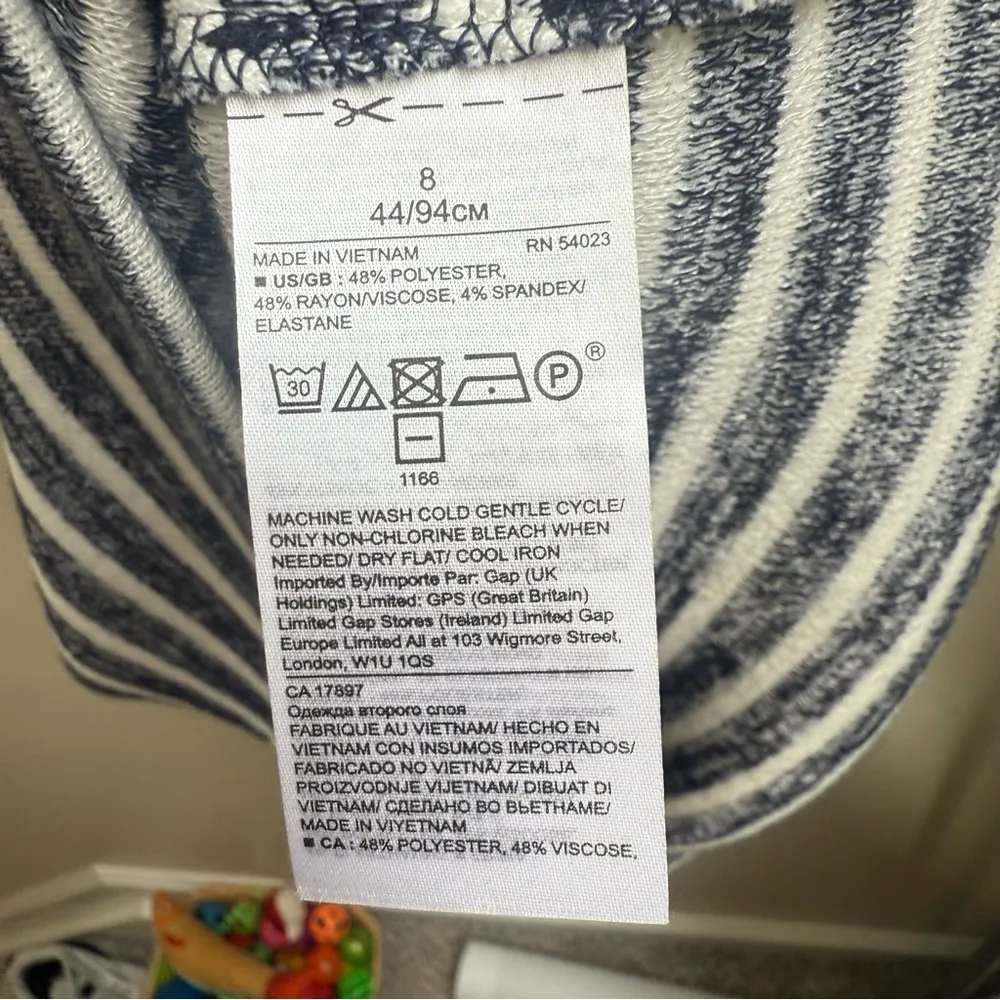 8
44/94CM
MADE IN VIETNAM RN 54023
US/GB : 48% POLYESTER,
48% RAYON/VISCOSE, 4% SPANDEX/
ELASTANE
30 P ®
1166
MACHINE WASH COLD GENTLE CYCLE/
ONLY NON-CHLORINE BLEACH WHEN
NEEDED/ DRY FLAT/ COOL IRON
Imported By/Importe Par: Gap (UK
Holdings) Limited: GPS (Great Britain)
Limited Gap Stores (Ireland) Limited Gap
Europe Limited All at 103 Wigmore Street,
London, W1U 1QS
CA 17897
Одежда второго слоя
FABRIQUE AU VIETNAM/ HECHO EN
VIETNAM CON INSUMOS IMPORTADOS/
FABRICADO NO VIETNÃ/ ZEMLJA
PROIZVODNJE VIJETNAM/ DIBUAT DI
VIETNAM/ СДЕЛАНО ВО ВЬЕТНАМЕ/
MADE IN VIYETNAM
CA : 48% POLYESTER, 48% VISCOSE,